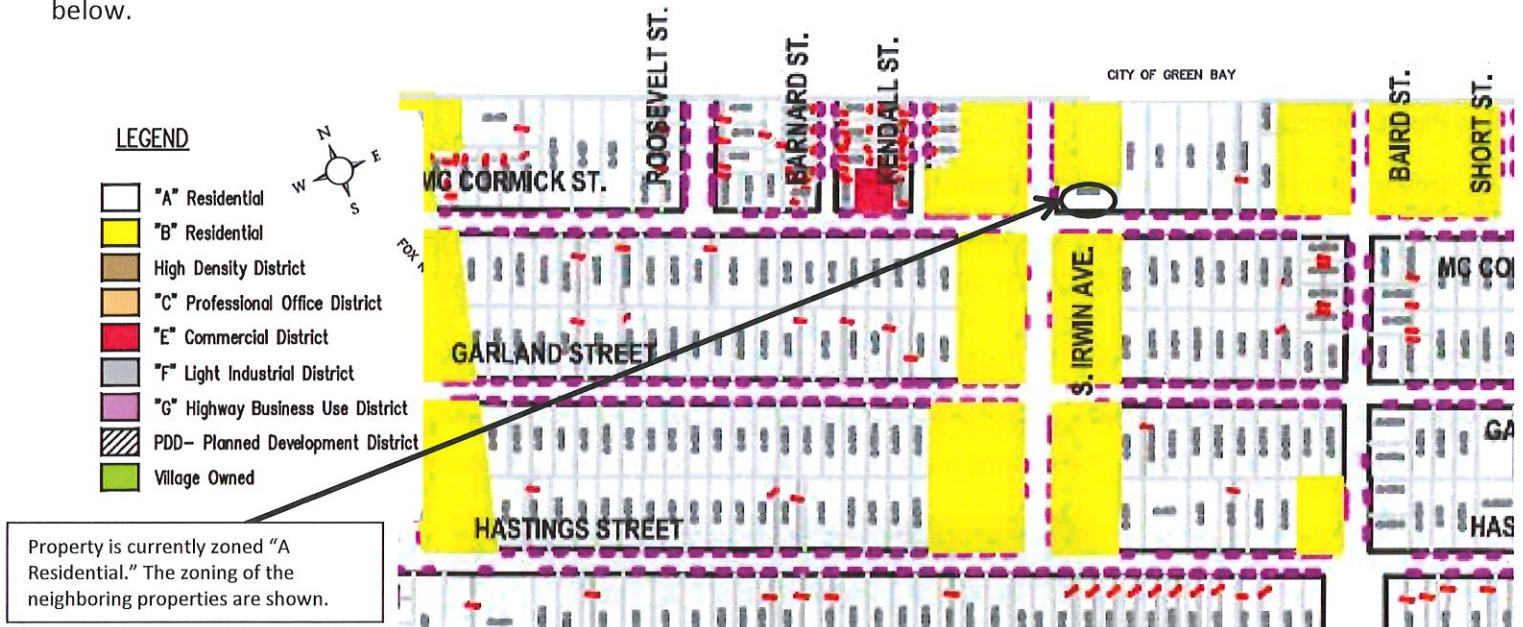 below.
ROOSEVELT ST.
BARNARD ST.
KENDALL ST.
CITY OF GREEN BAY
BAIRD ST.
SHORT ST.
LEGEND
N
E
W
S
MC CORMICK ST.
"A" Residential
"B" Residential
High Density District
"C" Professional Office District
"E" Commercial District
"F" Light Industrial District
"G" Highway Business Use District
PDD- Planned Development District
Village Owned
FOX
S. IRWIN AVE.
MC CO
GARLAND STREET
GA
HASTINGS STREET
HAS
Property is currently zoned “A
Residential.” The zoning of the
neighboring properties are shown.